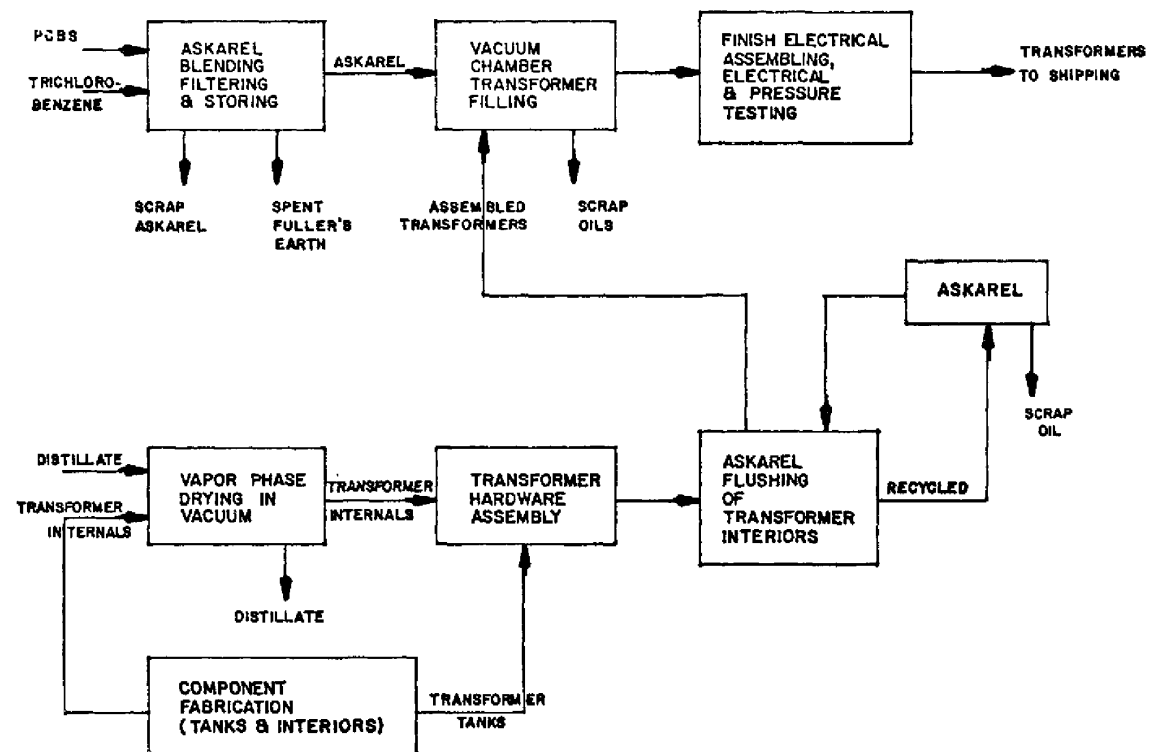 PCBS
TRICHLORO-
BENZENE
ASKAREL
BLENDING
FILTERING
& STORING
ASKAREL
VACUUM
CHAMBER
TRANSFORMER
FILLING
FINISH ELECTRICAL
ASSEMBLING,
ELECTRICAL
& PRESSURE
TESTING
TRANSFORMERS
TO SHIPPING
SCRAP
ASKAREL
SPENT
FULLER'S
EARTH
ASSEMBLED
TRANSFORMERS
SCRAP
OILS
ASKAREL
SCRAP
OIL
DISTILLATE
TRANSFORMER
INTERNALS
VAPOR PHASE
DRYING IN
VACUUM
TRANSFORMER
INTERNALS
TRANSFORMER
HARDWARE
ASSEMBLY
ASKAREL
FLUSHING
OF
TRANSFORMER
INTERIORS
RECYCLED
DISTILLATE
COMPONENT
FABRICATION
(TANKS & INTERIORS)
TRANSFORMER
TANKS